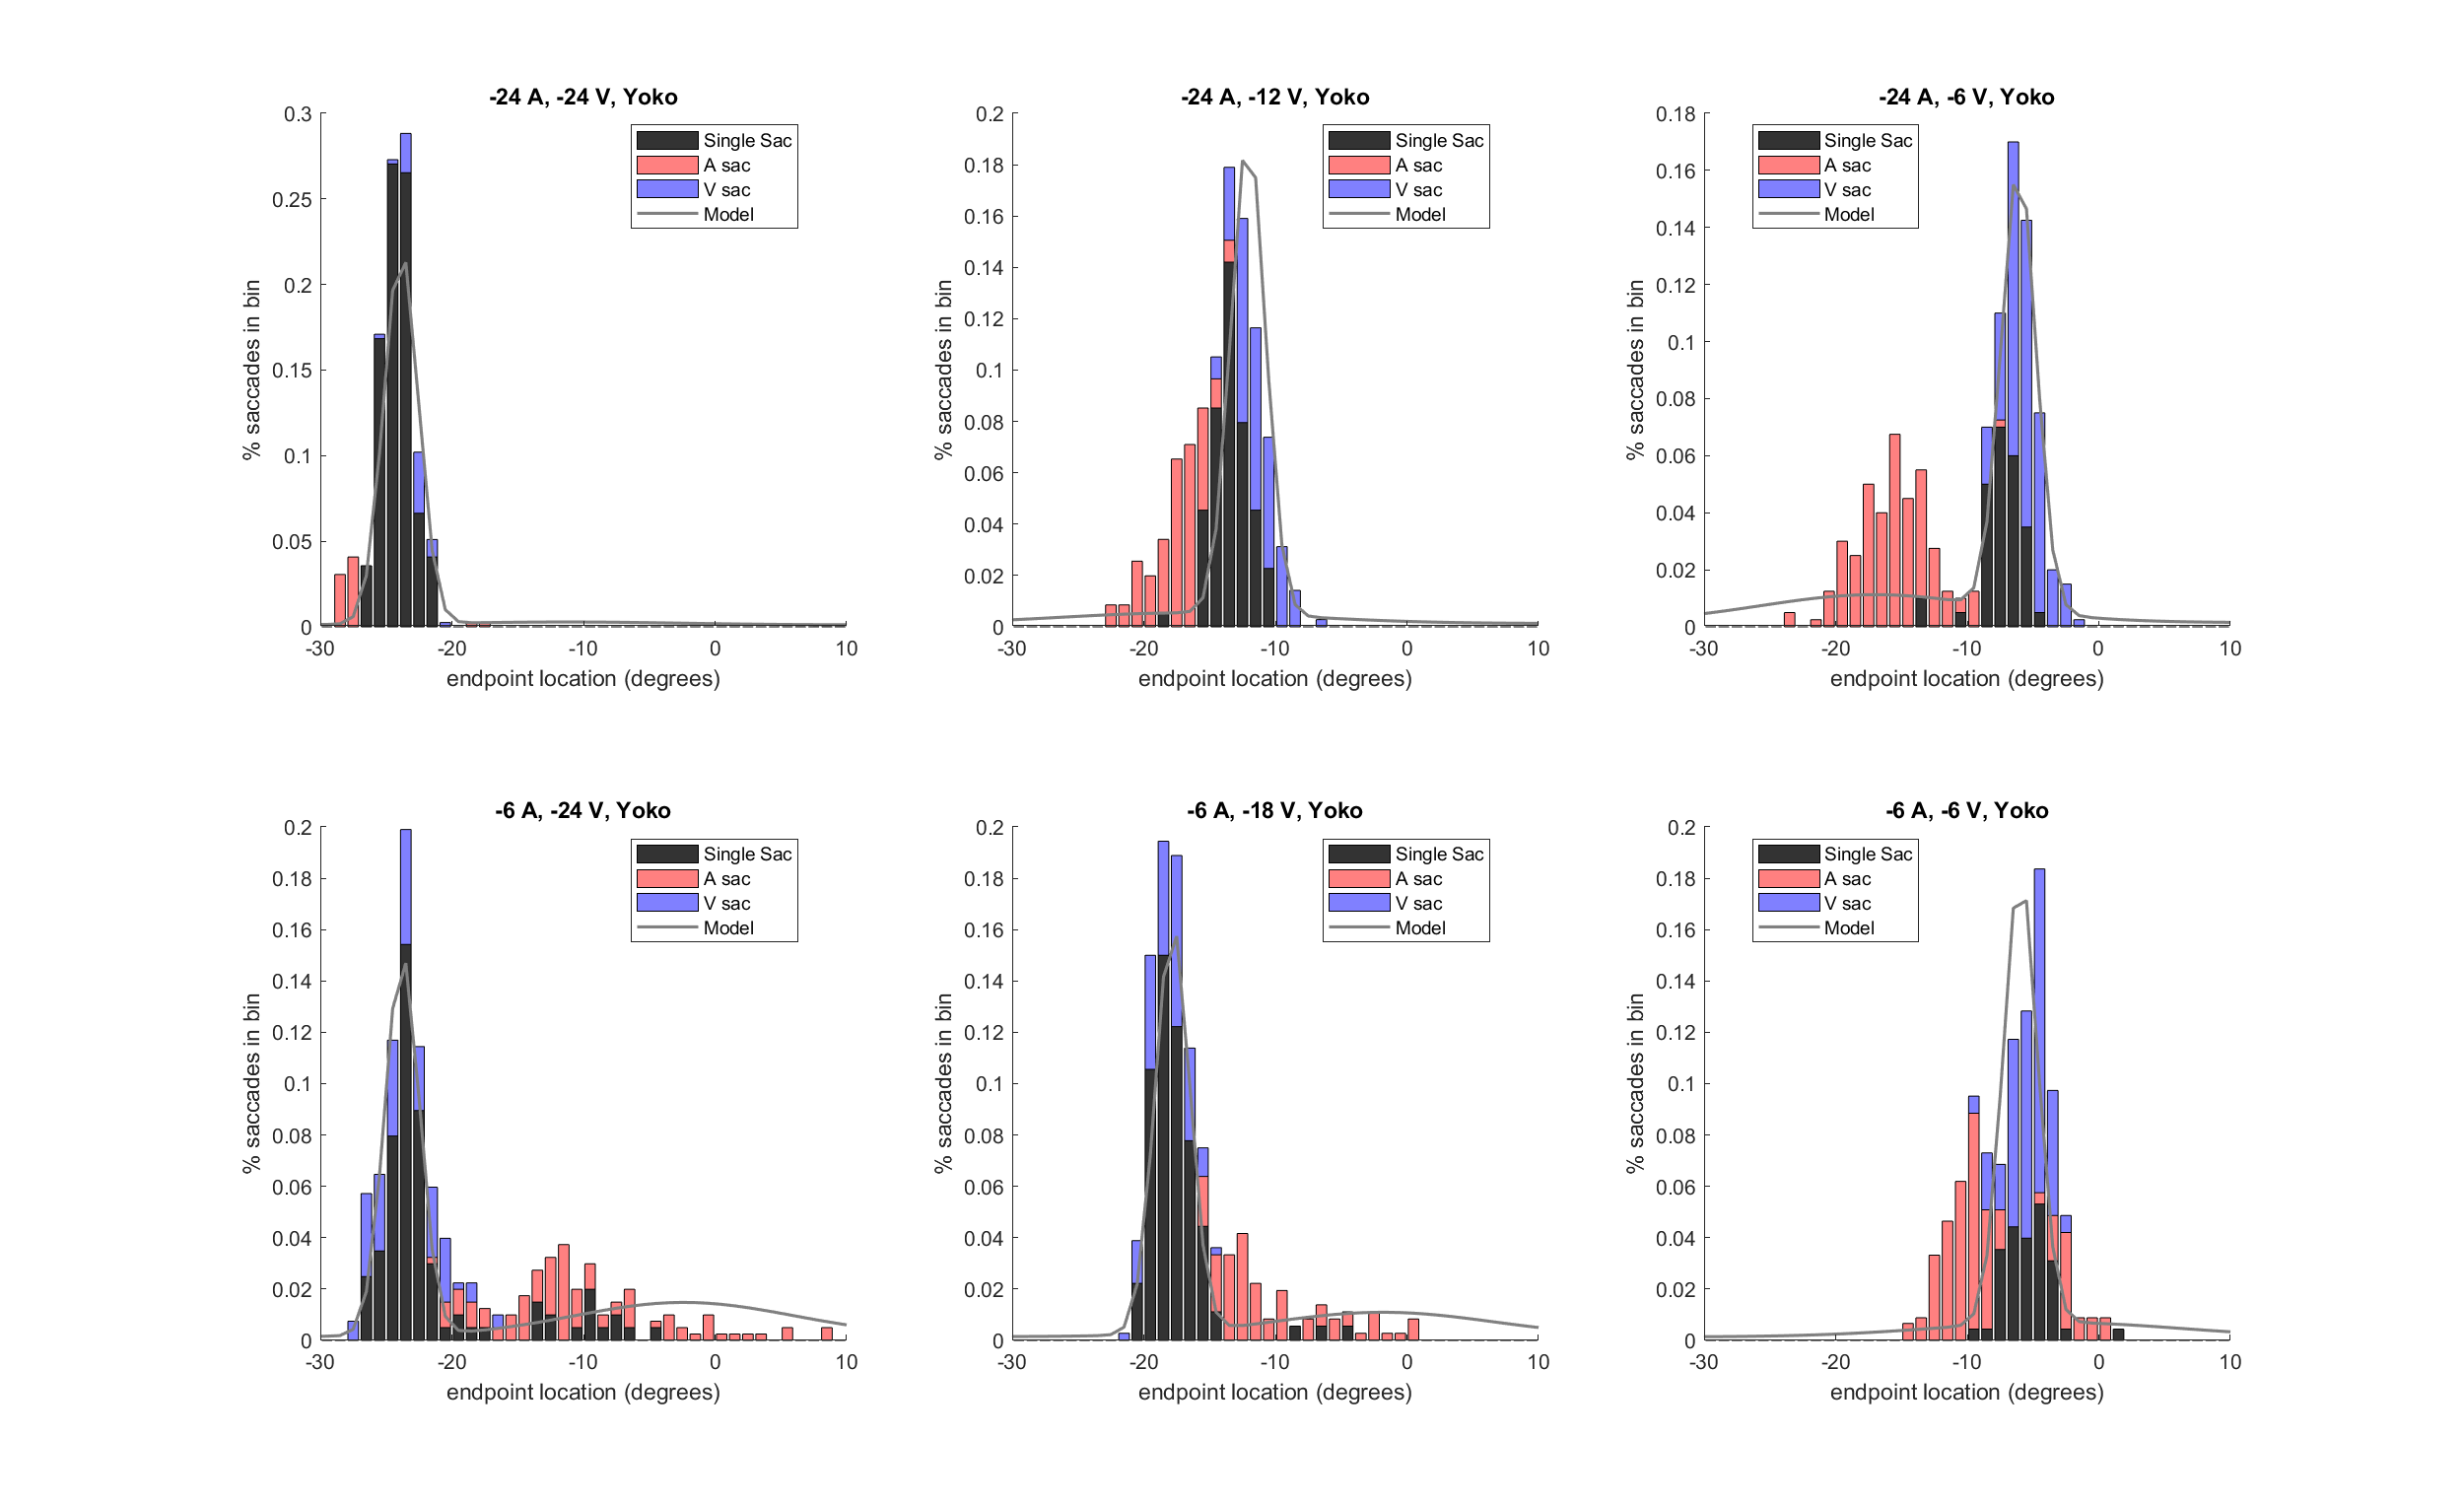 -24 A, -24 V, Yoko
0.3
0.25
0.2
0.15
0.1
0.05
0
% saccades in bin
Single Sac
A sac
V sac
Model
-30 -20 -10 0 10
endpoint location (degrees)
-24 A, -12 V, Yoko
0.2
0.18
0.16
0.14
0.12
0.1
0.08
0.06
0.04
0.02
0
% saccades in bin
Single Sac
A sac
V sac
Model
-30 -20 -10 0 10
endpoint location (degrees)
-24 A, -6 V, Yoko
0.18
0.16
0.14
0.12
0.1
0.08
0.06
0.04
0.02
0
% saccades in bin
Single Sac
A sac
V sac
Model
-30 -20 -10 0 10
endpoint location (degrees)
-6 A, -24 V, Yoko
0.2
0.18
0.16
0.14
0.12
0.1
0.08
0.06
0.04
0.02
0
% saccades in bin
Single Sac
A sac
V sac
Model
-30 -20 -10 0 10
endpoint location (degrees)
-6 A, -18 V, Yoko
0.2
0.18
0.16
0.14
0.12
0.1
0.08
0.06
0.04
0.02
0
% saccades in bin
Single Sac
A sac
V sac
Model
-30 -20 -10 0 10
endpoint location (degrees)
-6 A, -6 V, Yoko
0.2
0.18
0.16
0.14
0.12
0.1
0.08
0.06
0.04
0.02
0
% saccades in bin
Single Sac
A sac
V sac
Model
-30 -20 -10 0 10
endpoint location (degrees)